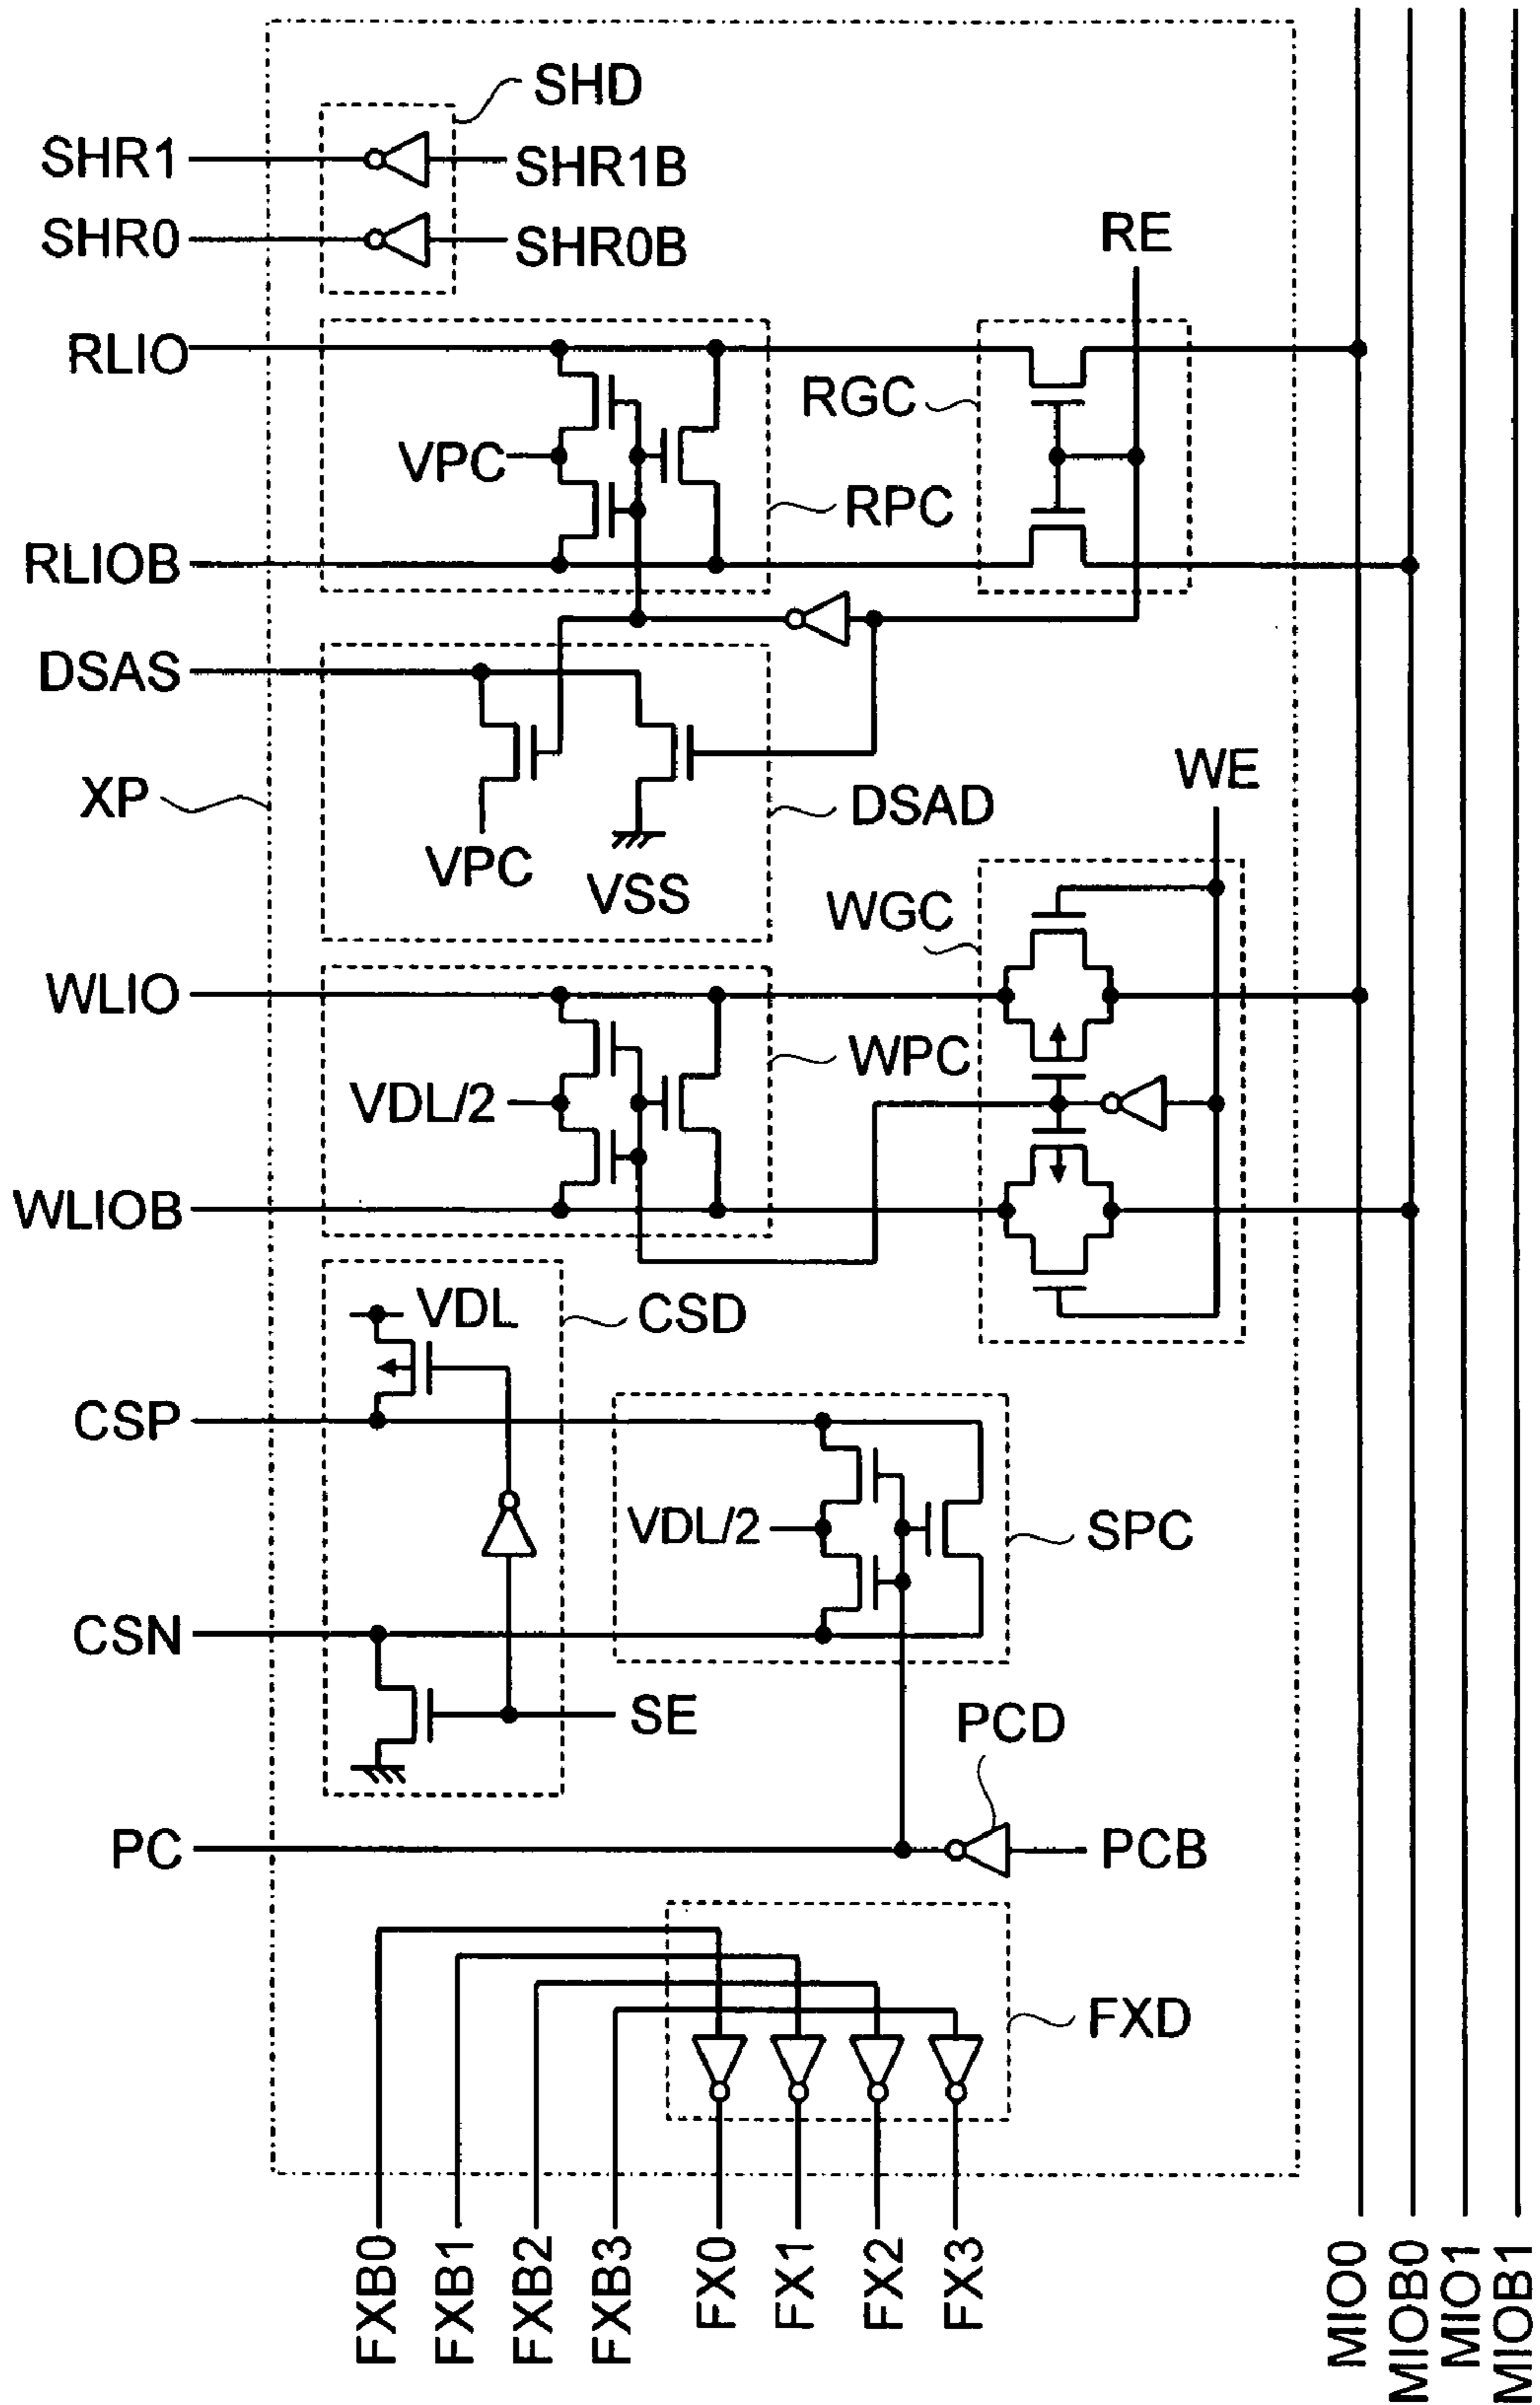 SHD
SHR1
SHR1B
SHR0
SHR0B
RE
RLIO
RGC
VPC
RPC
RLIOB
DSAS
WE
XP
DSAD
VPC
VSS
WGC
WLIO
WPC
VDL/2
WLIOB
VDL
CSD
CSP
VDL/2
SPC
CSN
SE
PCD
PC
PCB
FXD
FXB0
FXB1
FXB2
FXB3
FX0
FX1
FX2
FX3
MIO0
MIOB0
MIO1
MIOB1